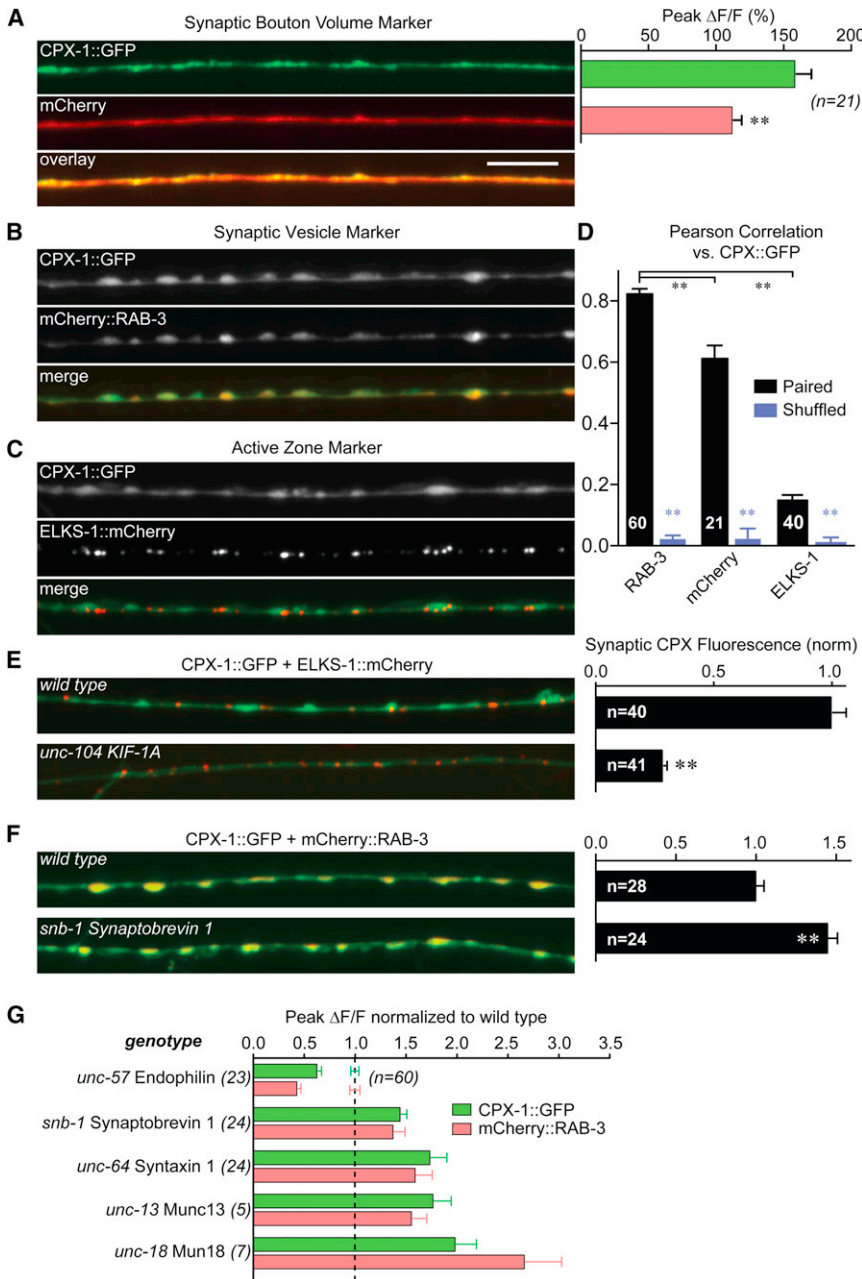 A
Synaptic Bouton Volume Marker
CPX-1::GFP
mCherry
overlay
Peak ΔF/F (%)
0 50 100 150 200
(n=21)
**
B
Synaptic Vesicle Marker
CPX-1::GFP
mCherry::RAB-3
merge
C
Active Zone Marker
CPX-1::GFP
ELKS-1::mCherry
merge
D
Pearson Correlation
vs. CPX::GFP
** **
0.8
0.6
0.4
0.2
0.0
Paired
Shuffled
** ** **
60 21 40
RAB-3 mCherry ELKS-1
E
CPX-1::GFP + ELKS-1::mCherry
wild type
unc-104 KIF-1A
Synaptic CPX Fluorescence (norm)
0.0 0.5 1.0
n=40
n=41 **
F
CPX-1::GFP + mCherry::RAB-3
wild type
snb-1 Synaptobrevin 1
0.0 1.0 1.5
n=28
n=24 **
G
Peak ΔF/F normalized to wild type
genotype
0.0 0.5 1.0 1.5 2.0 2.5 3.0 3.5
unc-57 Endophilin (23)
(n=60)
CPX-1::GFP
mCherry::RAB-3
snb-1 Synaptobrevin 1 (24)
unc-64 Syntaxin 1 (24)
unc-13 Munc13 (5)
unc-18 Mun18 (7)